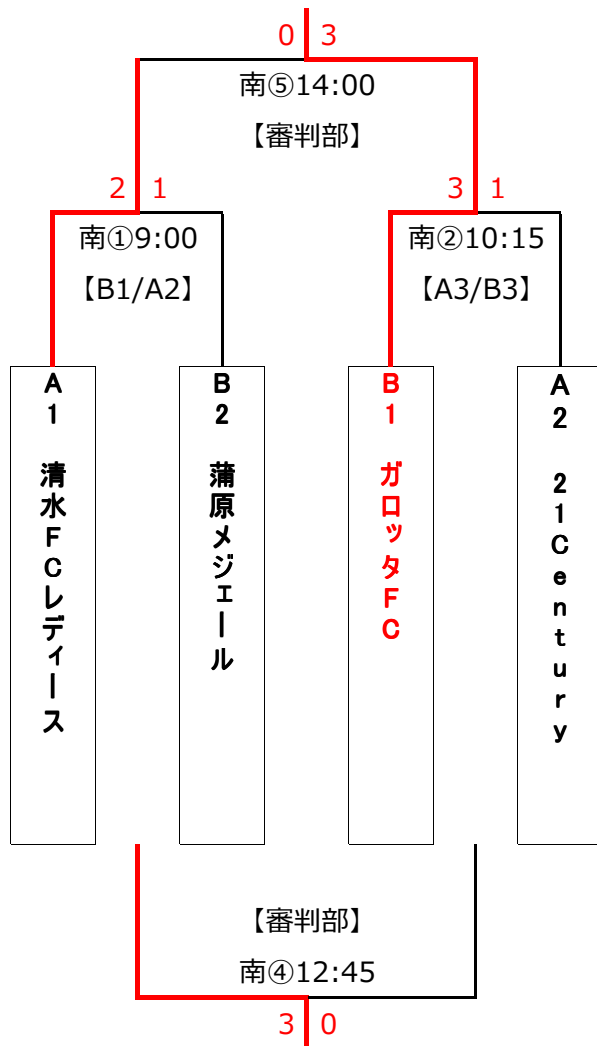 0 3
南⑤14:00
【審判部】
2 1
3 1
南①9:00
南②10:15
【B1/A2】
【A3/B3】
A1 清水FCレディース
B2 蒲原メジェール
B1 ガロッタFC
A2 21Century
【審判部】
南④12:45
3 0